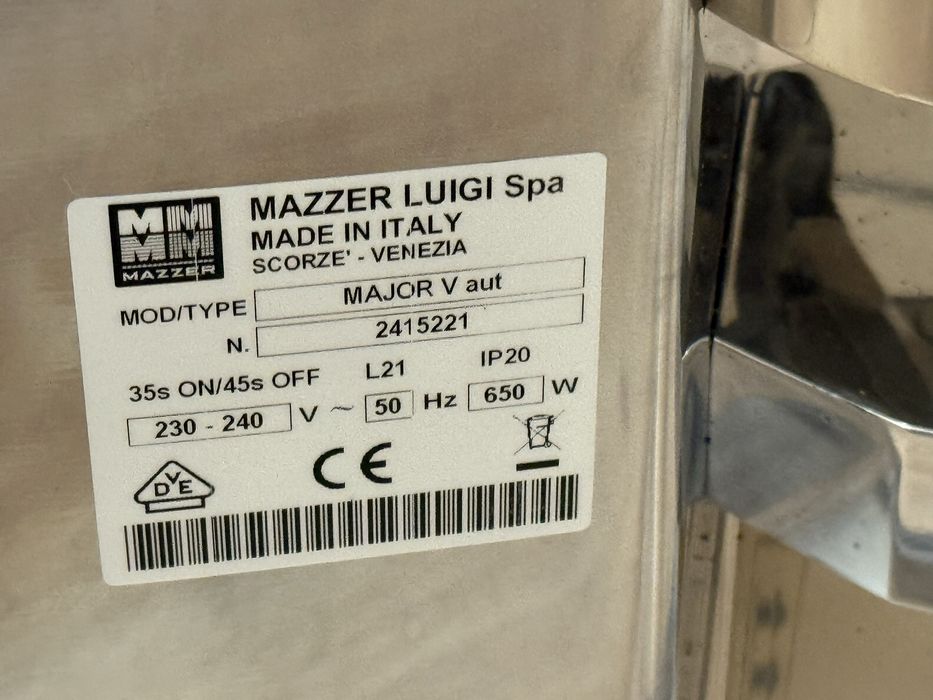 MAZZER
MAZZER LUIGI Spa
MADE IN ITALY
SCORZE' - VENEZIA
MOD/TYPE MAJOR V aut
N. 2415221
35s ON/45s OFF L21 IP20
230 - 240 V ~ 50 Hz 650 W
DVE CE